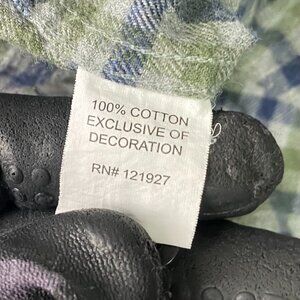 100% COTTON
EXCLUSIVE OF
DECORATION
RN# 121927